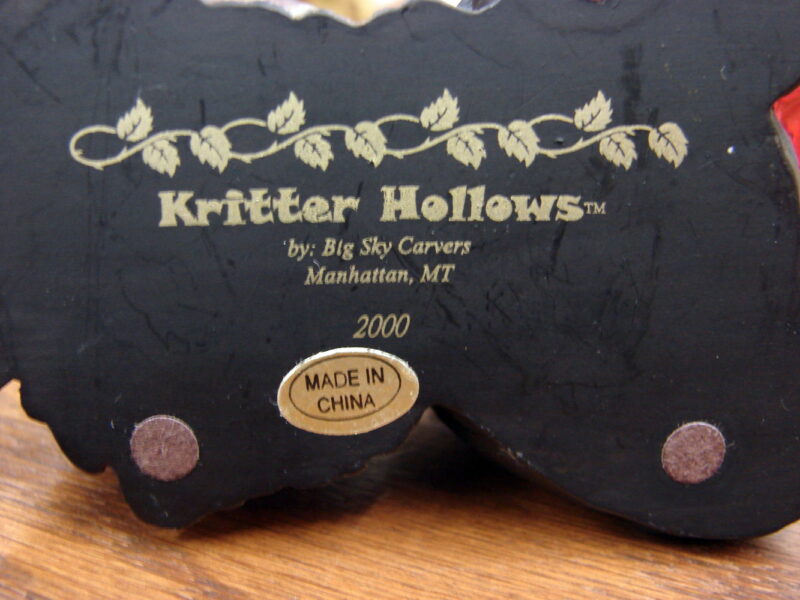 Kritter Hollows™
by: Big Sky Carvers
Manhattan, MT
2000
MADE IN
CHINA